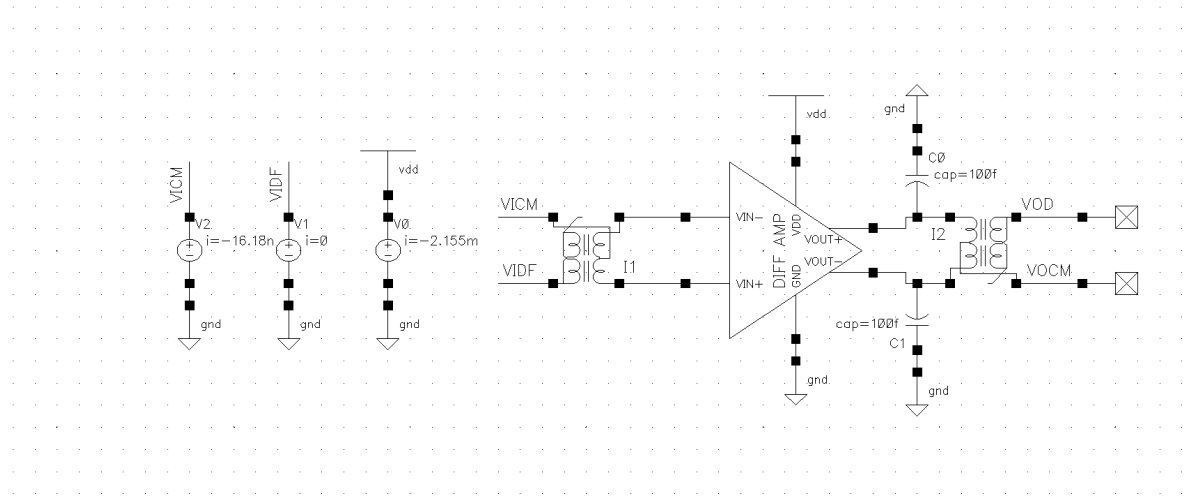 VICM
V2
i=-16.18n
gnd
VIDF
V1
i=0
gnd
vdd
V0
i=-2.155m
gnd
VICM
VIDF
I1
vdd
VIN-
VIN+
DIFF AMP
VDD
GND
VOUT+
VOUT-
gnd
gnd
C0
cap=100f
I2
cap=100f
C1
gnd
VOD
VOCM